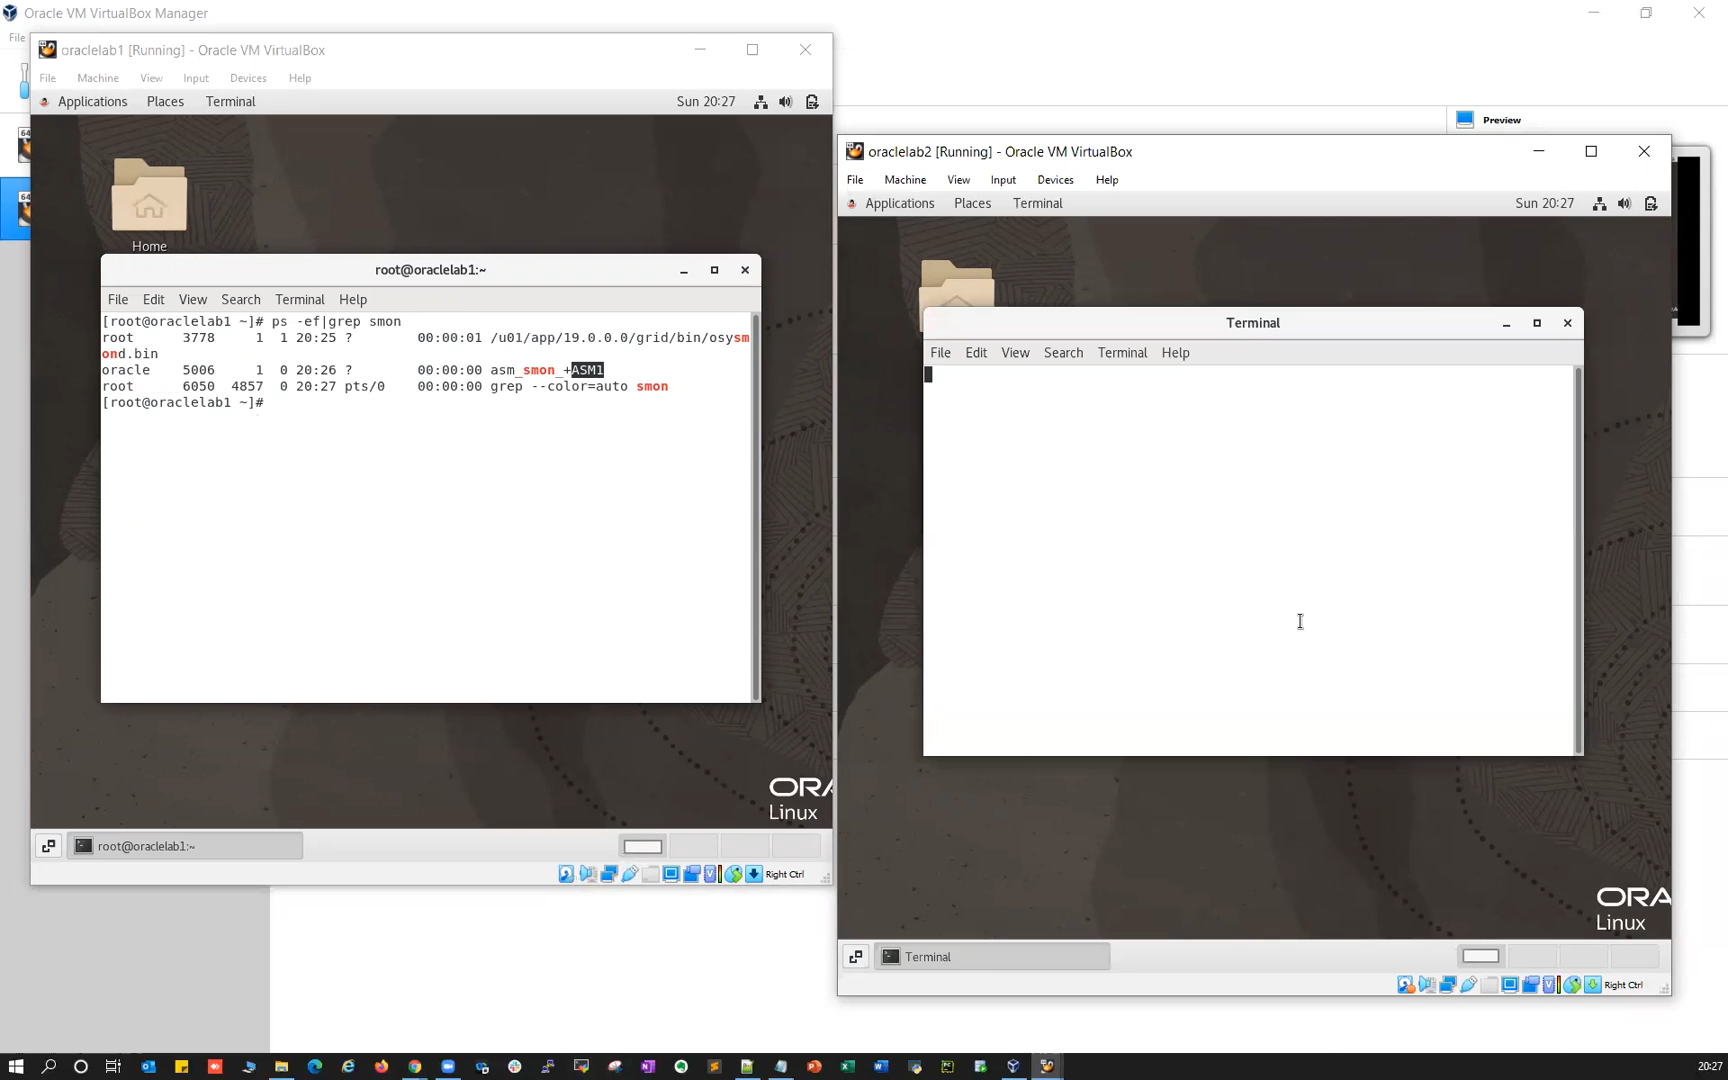 Oracle VM VirtualBox Manager
File
oraclelab1 [Running] - Oracle VM VirtualBox
File Machine View Input Devices Help
Applications Places Terminal Sun 20:27
Home
root@oraclelab1:~
File Edit View Search Terminal Help
[root@oraclelab1 ~]# ps -ef|grep smon
root 3778 1 1 20:25 ? 00:00:01 /u01/app/19.0.0.0/grid/bin/osysm
ond.bin
oracle 5006 1 0 20:26 ? 00:00:00 asm_smon_+ASM1
root 6050 4857 0 20:27 pts/0 00:00:00 grep --color=auto smon
[root@oraclelab1 ~]#
ORA
Linux
root@oraclelab1:~
Right Ctrl
64
64
Preview
oraclelab2 [Running] - Oracle VM VirtualBox
File Machine View Input Devices Help
Applications Places Terminal Sun 20:27
Terminal
File Edit View Search Terminal Help
ORA
Linux
Terminal
Right Ctrl
20:27